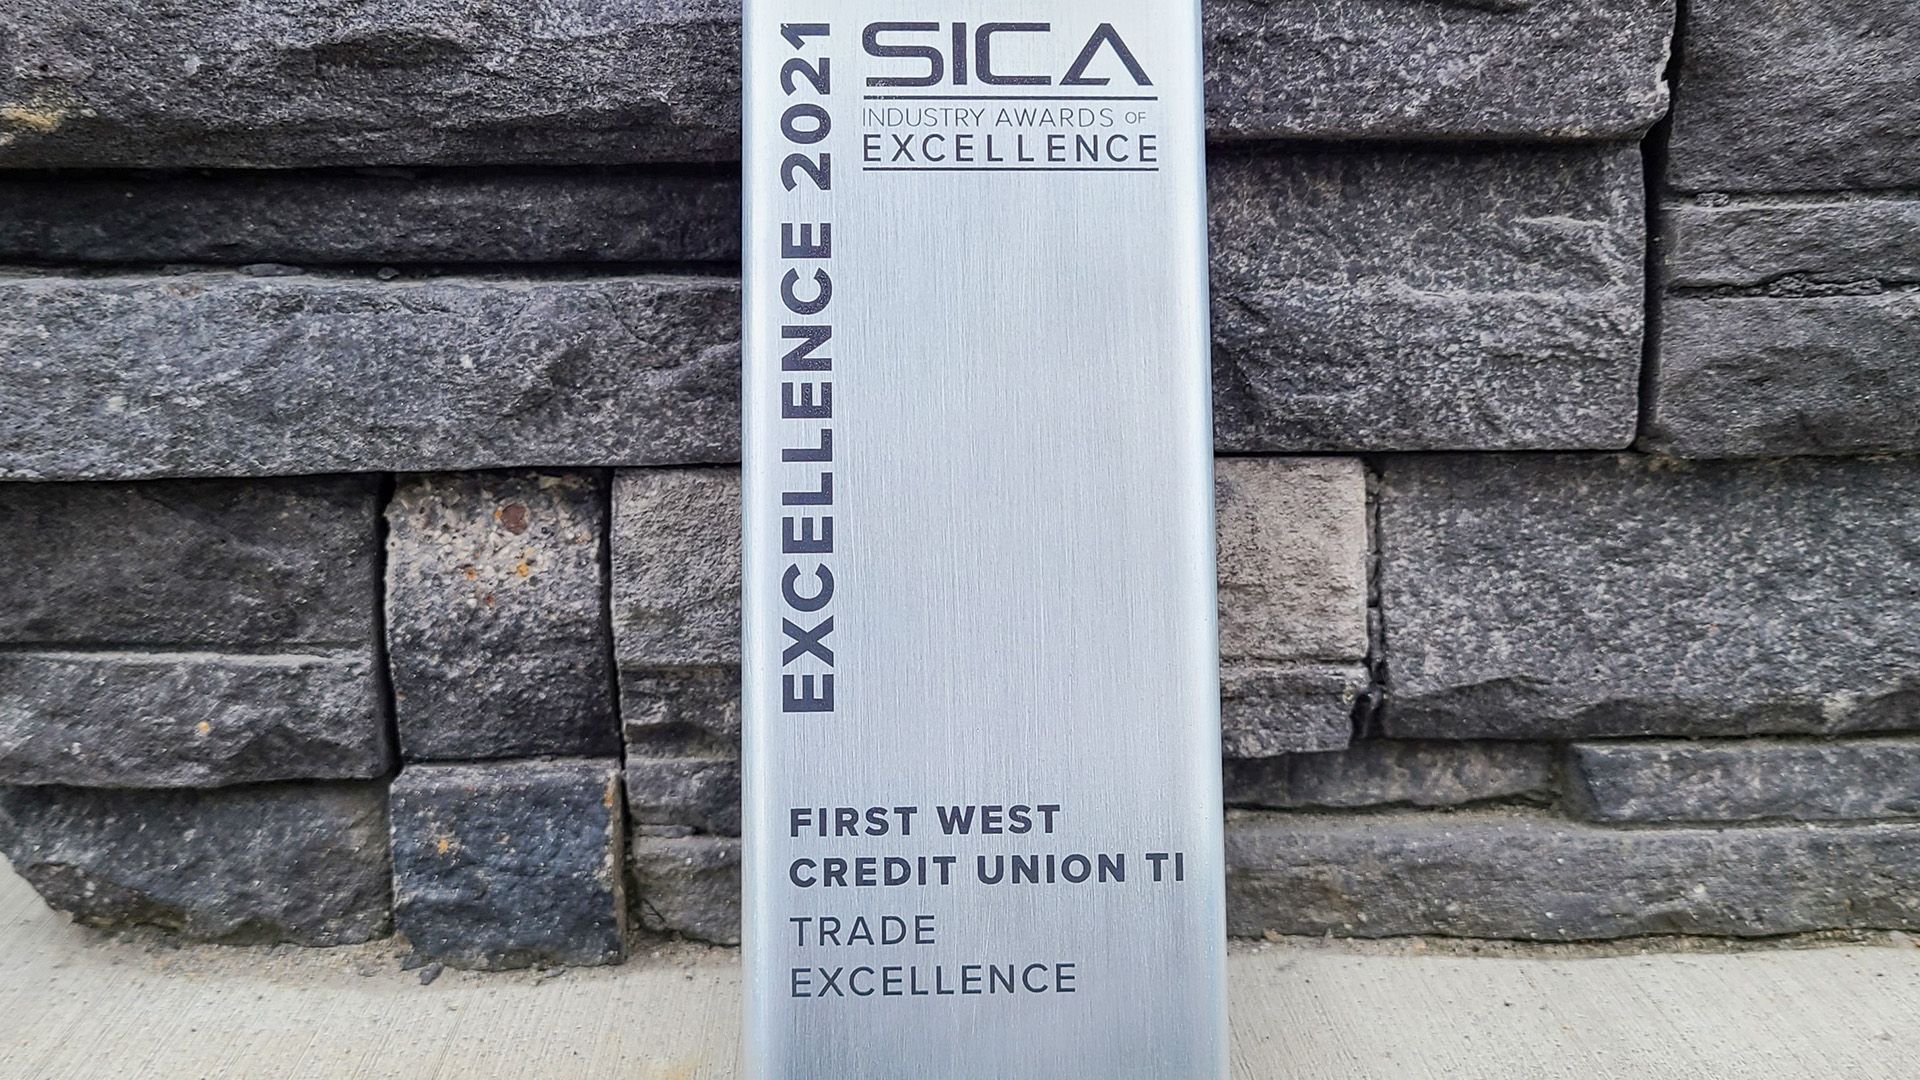 EXCELLENCE 2021
SICA
INDUSTRY AWARDS OF
EXCELLENCE
FIRST WEST
CREDIT UNION TI
TRADE
EXCELLENCE